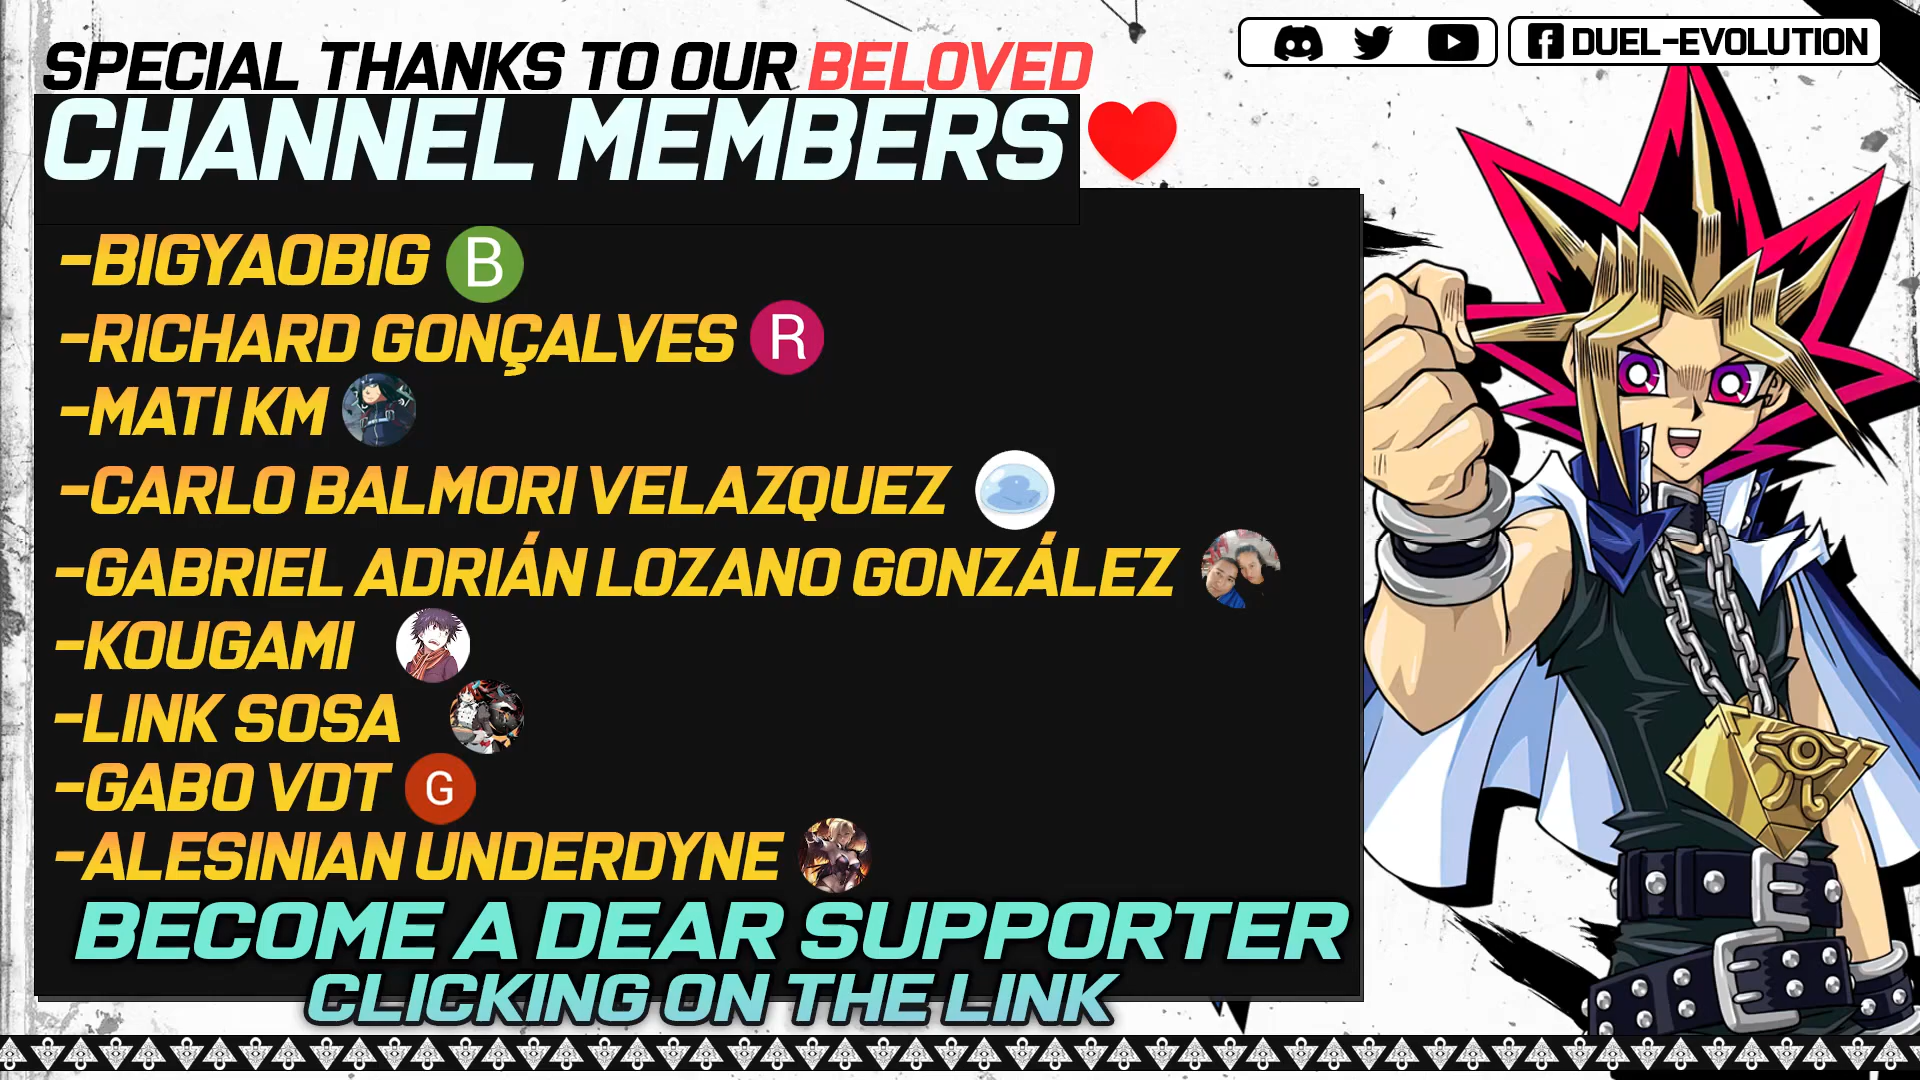 SPECIAL THANKS TO OUR BELOVED
DUEL-EVOLUTION
CHANNEL MEMBERS
-BIGYAOBIG B
-RICHARD GONÇALVES R
-MATI KM
-CARLO BALMORI VELAZQUEZ
-GABRIEL ADRIÁN LOZANO GONZÁLEZ
-KOUGAMI
-LINK SOSA
-GABO VDT G
-ALESINIAN UNDERDYNE
BECOME A DEAR SUPPORTER
CLICKING ON THE LINK